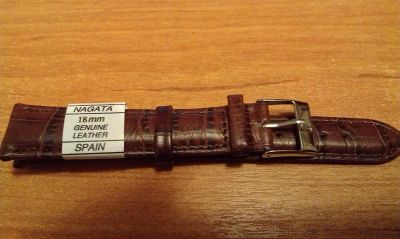 NAGATA
18mm
GENUINE
LEATHER
SPAIN